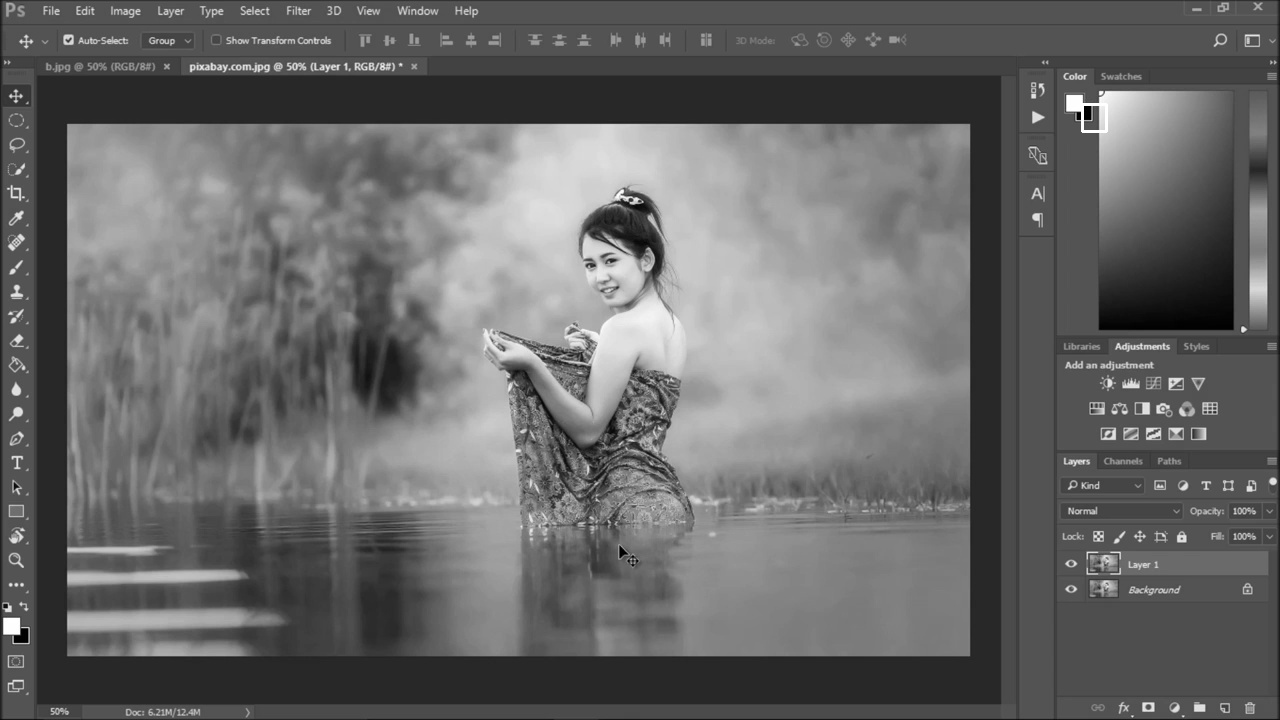 Ps File Edit Image Layer Type Select Filter 3D View Window Help
Auto-Select: Group Show Transform Controls 3D Mode:
b.jpg @ 50% (RGB/8#) × pixabay.com.jpg @ 50% (Layer 1, RGB/8#) * ×
Color Swatches
Libraries Adjustments Styles
Add an adjustment
Layers Channels Paths
Kind
Normal Opacity: 100%
Lock: Fill: 100%
Layer 1
Background
50% Doc: 6.21M/12.4M